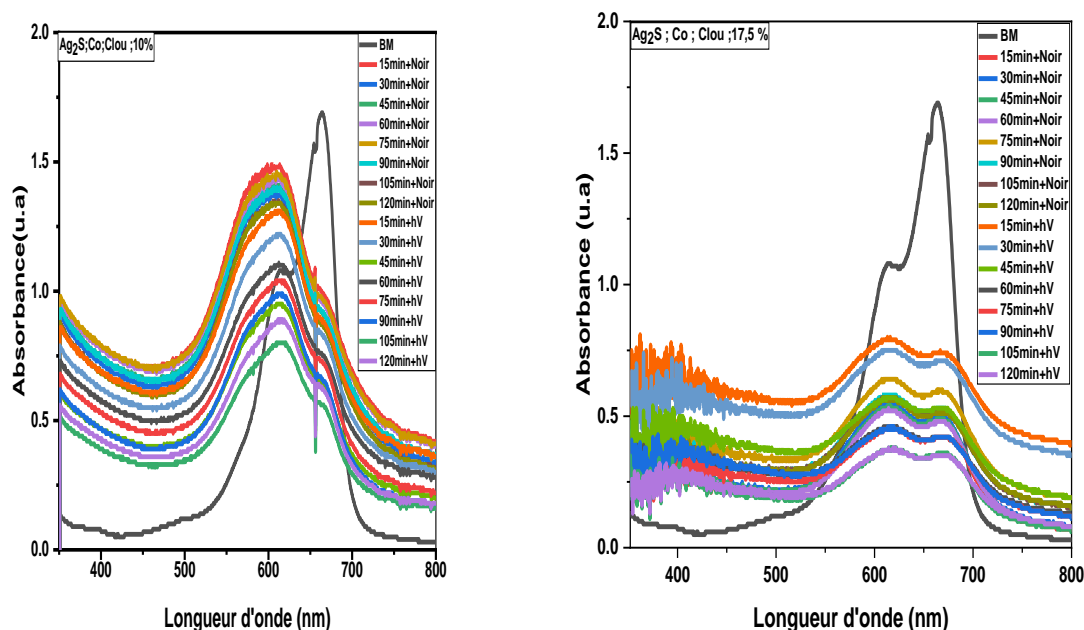 Ag2S;Co;Clou ;10%
BM
15min+Noir
30min+Noir
45min+Noir
60min+Noir
75min+Noir
90min+Noir
105min+Noir
120min+Noir
15min+hV
30min+hV
45min+hV
60min+hV
75min+hV
90min+hV
105min+hV
120min+hV
2.0
1.5
1.0
0.5
0.0
Absorbance(u.a)
400 500 600 700 800
Longueur d'onde (nm)
Ag2S ; Co ; Clou ;17,5 %
BM
15min+Noir
30min+Noir
45min+Noir
60min+Noir
75min+Noir
90min+Noir
105min+Noir
120min+Noir
15min+hV
30min+hV
45min+hV
60min+hV
75min+hV
90min+hV
105min+hV
120min+hV
2.0
1.5
1.0
0.5
0.0
Absorbance (u.a)
400 500 600 700 800
Longueur d'onde (nm)